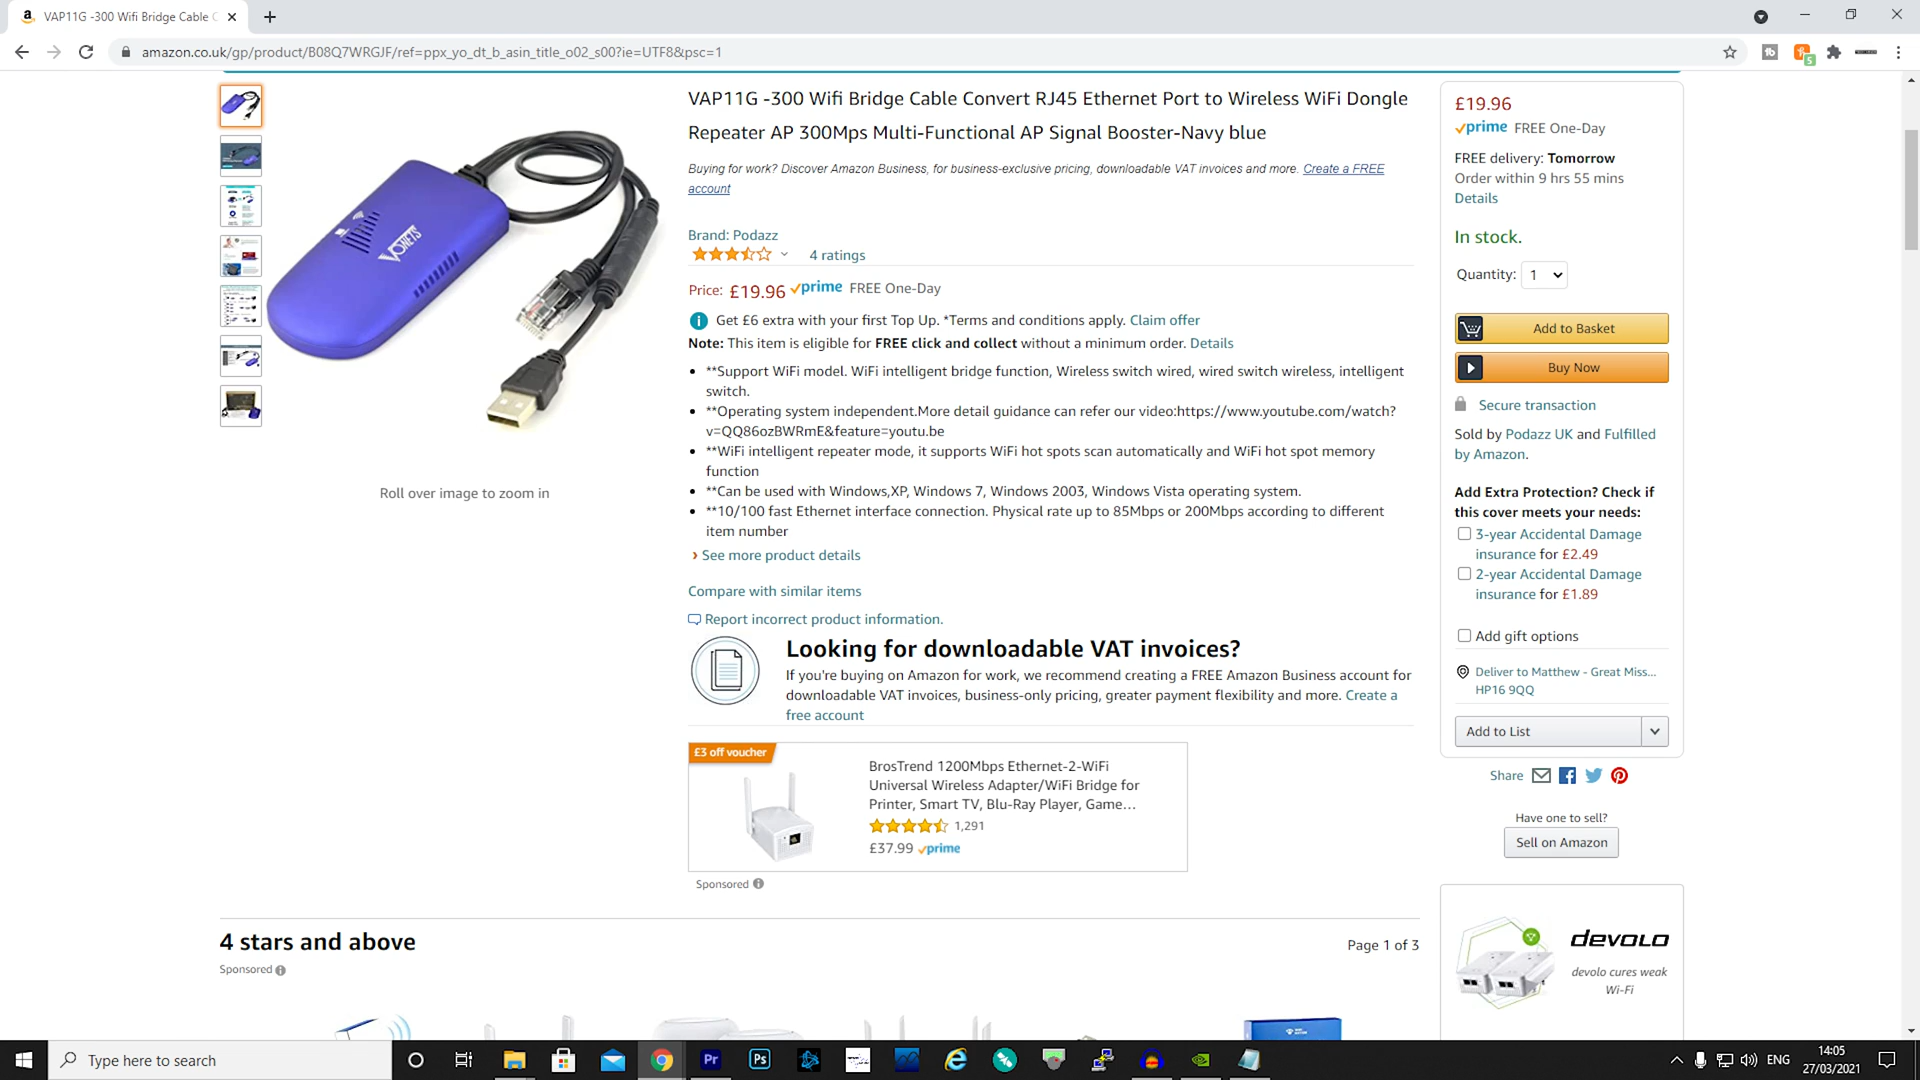 VAP11G -300 Wifi Bridge Cable C
amazon.co.uk/gp/product/B08Q7WRGJF/ref=ppx_yo_dt_b_asin_title_o02_s00?ie=UTF8&psc=1
VONETS
Roll over image to zoom in
VAP11G -300 Wifi Bridge Cable Convert RJ45 Ethernet Port to Wireless WiFi Dongle
Repeater AP 300Mps Multi-Functional AP Signal Booster-Navy blue
Buying for work? Discover Amazon Business, for business-exclusive pricing, downloadable VAT invoices and more. Create a FREE
account
Brand: Podazz
4 ratings
Price: £19.96 prime FREE One-Day
Get £6 extra with your first Top Up. *Terms and conditions apply. Claim offer
Note: This item is eligible for FREE click and collect without a minimum order. Details
• **Support WiFi model. WiFi intelligent bridge function, Wireless switch wired, wired switch wireless, intelligent
switch.
• **Operating system independent.More detail guidance can refer our video:https://www.youtube.com/watch?
v=QQ86ozBWRmE&feature=youtu.be
• **WiFi intelligent repeater mode, it supports WiFi hot spots scan automatically and WiFi hot spot memory
function
• **Can be used with Windows,XP, Windows 7, Windows 2003, Windows Vista operating system.
• **10/100 fast Ethernet interface connection. Physical rate up to 85Mbps or 200Mbps according to different
item number
› See more product details
Compare with similar items
Report incorrect product information.
Looking for downloadable VAT invoices?
If you're buying on Amazon for work, we recommend creating a FREE Amazon Business account for
downloadable VAT invoices, business-only pricing, greater payment flexibility and more. Create a
free account
£3 off voucher
BrosTrend 1200Mbps Ethernet-2-WiFi
Universal Wireless Adapter/WiFi Bridge for
Printer, Smart TV, Blu-Ray Player, Game…
1,291
£37.99 prime
Sponsored
£19.96
prime FREE One-Day
FREE delivery: Tomorrow
Order within 9 hrs 55 mins
Details
In stock.
Quantity: 1
Add to Basket
Buy Now
Secure transaction
Sold by Podazz UK and Fulfilled
by Amazon.
Add Extra Protection? Check if
this cover meets your needs:
3-year Accidental Damage
insurance for £2.49
2-year Accidental Damage
insurance for £1.89
Add gift options
Deliver to Matthew - Great Miss...
HP16 9QQ
Add to List
Share
Have one to sell?
Sell on Amazon
4 stars and above
Page 1 of 3
Sponsored
devolo
devolo cures weak
Wi-Fi
Type here to search
Pr
Ps
ENG
14:05
27/03/2021